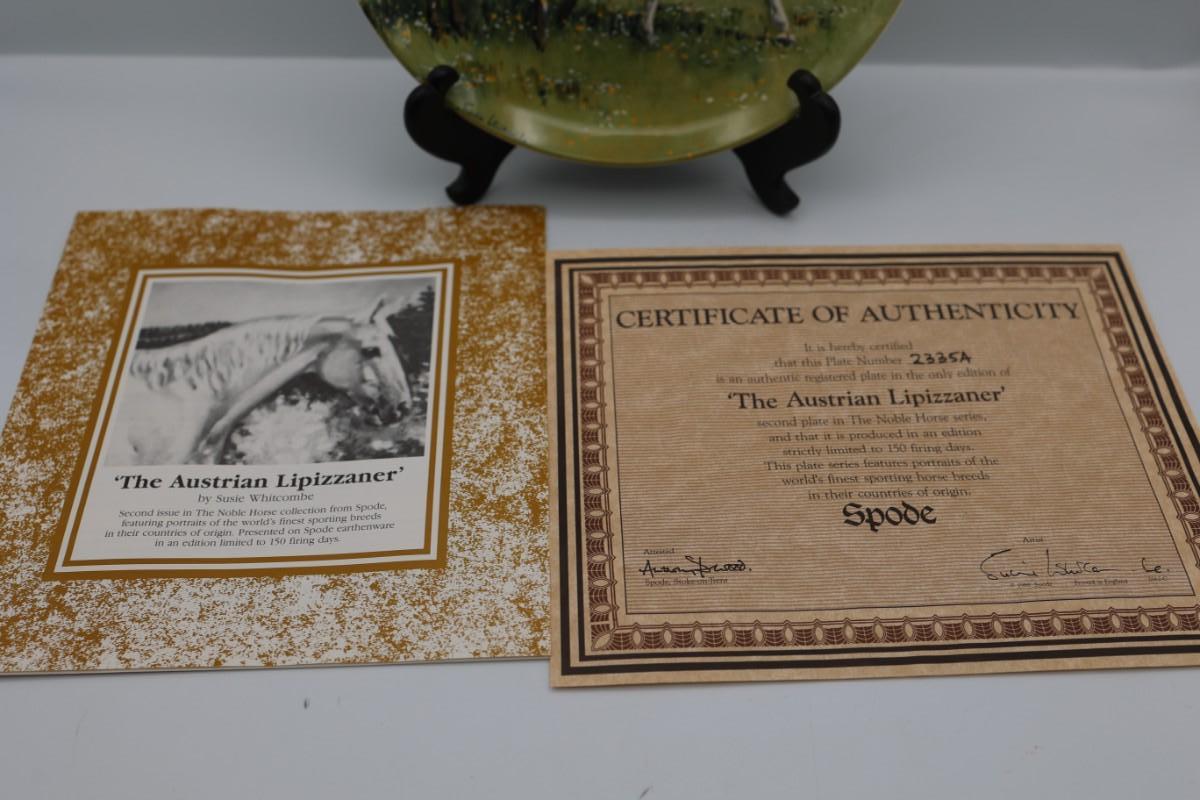 'The Austrian Lipizzaner'
by Susie Whitcombe
Second issue in The Noble Horse collection from Spode,
featuring portraits of the world's finest sporting breeds
in their countries of origin. Presented on Spode earthenware
in an edition limited to 150 firing days.
CERTIFICATE OF AUTHENTICITY
It is hereby certified
that this Plate Number 2335A
is an authentic registered plate in the only edition of
'The Austrian Lipizzaner'
second plate in The Noble Horse series,
and that it is produced in an edition
strictly limited to 150 firing days.
This plate series features portraits of the
world's finest sporting horse breeds
in their countries of origin.
Spode
Attested
Spode, Stoke-on-Trent
Artist
Printed in England